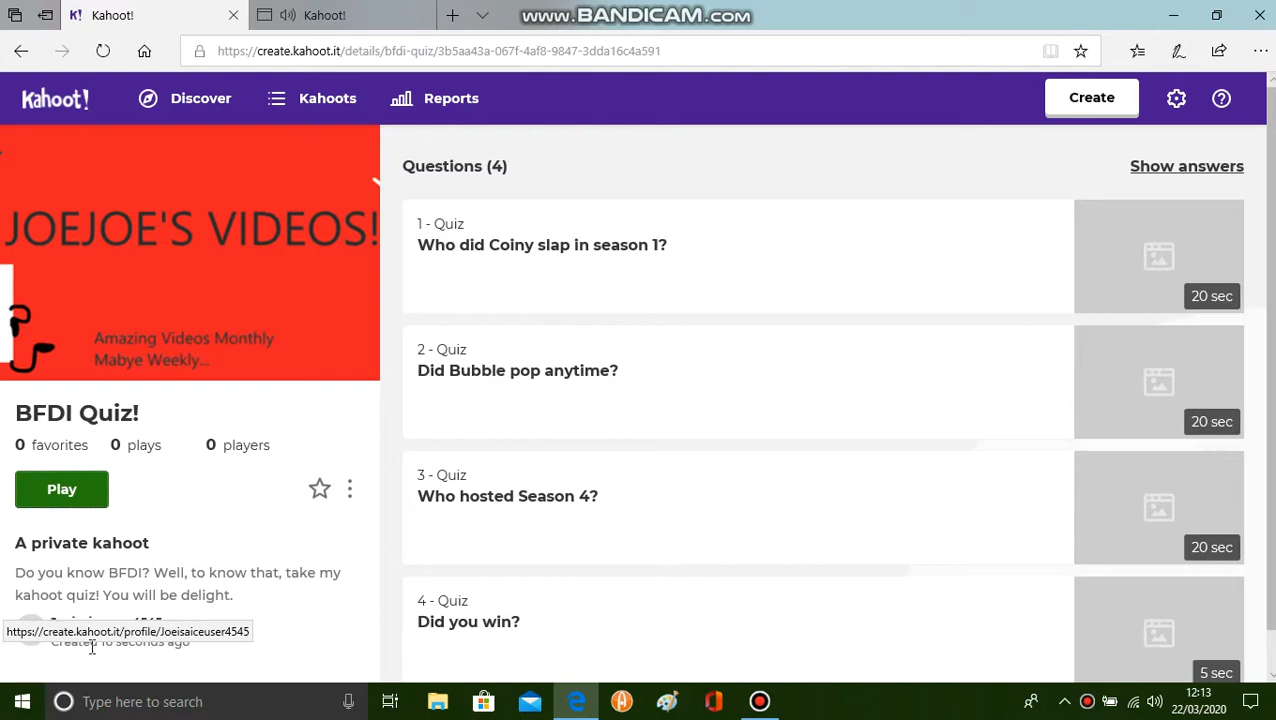 Kahoot!
Kahoot!
www.BANDICAM.com
https://create.kahoot.it/details/bfdi-quiz/3b5aa43a-067f-4af8-9847-3dda16c4a591
Kahoot!
Discover
Kahoots
Reports
Create
JOEJOE'S VIDEOS!
Amazing Videos Monthly
Mabye Weekly...
BFDI Quiz!
0 favorites 0 plays 0 players
Play
A private kahoot
Do you know BFDI? Well, to know that, take my
kahoot quiz! You will be delight.
https://create.kahoot.it/profile/Joeisaiceuser4545
Created 16 seconds ago
Questions (4)
Show answers
1 - Quiz
Who did Coiny slap in season 1?
20 sec
2 - Quiz
Did Bubble pop anytime?
20 sec
3 - Quiz
Who hosted Season 4?
20 sec
4 - Quiz
Did you win?
5 sec
Type here to search
12:13
22/03/2020